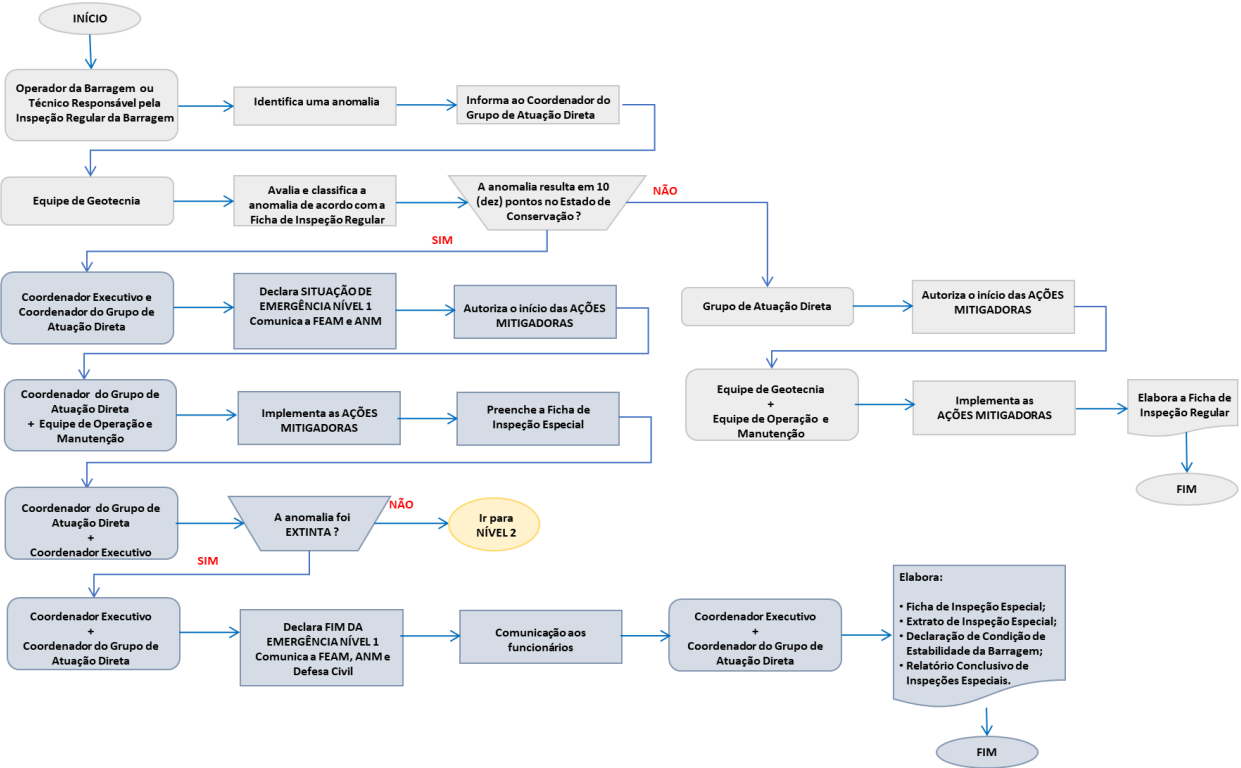 INÍCIO
Operador da Barragem ou
Técnico Responsável pela
Inspeção Regular da Barragem
Identifica uma anomalia
Informa ao Coordenador do
Grupo de Atuação Direta
Equipe de Geotecnia
Avalia e classifica a
anomalia de acordo com a
Ficha de Inspeção Regular
A anomalia resulta em 10
(dez) pontos no Estado de
Conservação ?
NÃO
SIM
Coordenador Executivo e
Coordenador do Grupo de
Atuação Direta
Declara SITUAÇÃO DE
EMERGÊNCIA NÍVEL 1
Comunica a FEAM e ANM
Autoriza o início das AÇÕES
MITIGADORAS
Grupo de Atuação Direta
Autoriza o início das AÇÕES
MITIGADORAS
Coordenador do Grupo de
Atuação Direta
+ Equipe de Operação e
Manutenção
Implementa as AÇÕES
MITIGADORAS
Preenche a Ficha de
Inspeção Especial
Equipe de Geotecnia
+
Equipe de Operação e
Manutenção
Implementa as
AÇÕES MITIGADORAS
Elabora a Ficha de
Inspeção Regular
FIM
Coordenador do Grupo de
Atuação Direta
+
Coordenador Executivo
A anomalia foi
EXTINTA ?
NÃO
Ir para
NÍVEL 2
SIM
Coordenador Executivo
+
Coordenador do Grupo de
Atuação Direta
Declara FIM DA
EMERGÊNCIA NÍVEL 1
Comunica a FEAM, ANM e
Defesa Civil
Comunicação aos
funcionários
Coordenador Executivo
+
Coordenador do Grupo de
Atuação Direta
Elabora:
• Ficha de Inspeção Especial;
• Extrato de Inspeção Especial;
• Declaração de Condição de
Estabilidade da Barragem;
• Relatório Conclusivo de
Inspeções Especiais.
FIM